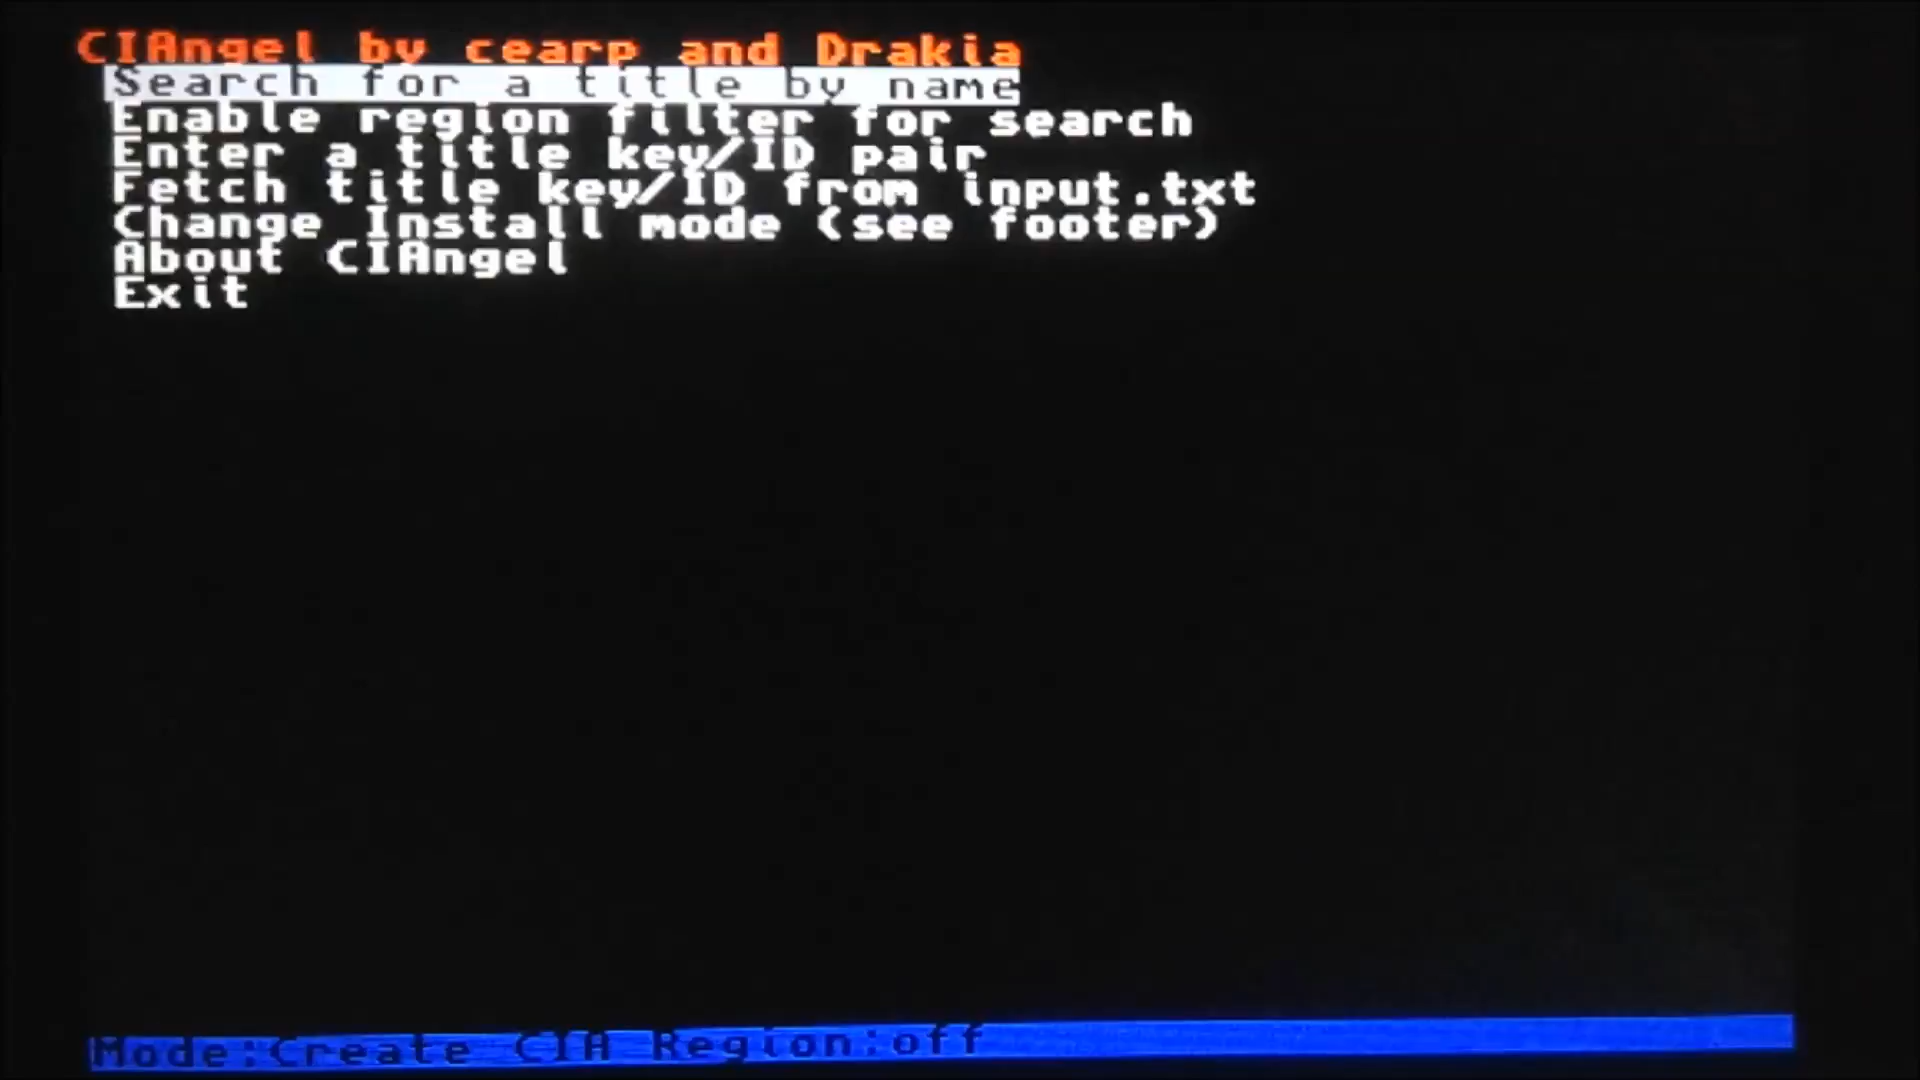 CIAngel by cearp and Drakia
Search for a title by name
Enable region filter for search
Enter a title key/ID pair
Fetch title key/ID from input.txt
Change Install mode (see footer)
About CIAngel
Exit
Mode:Create CIA Region:off